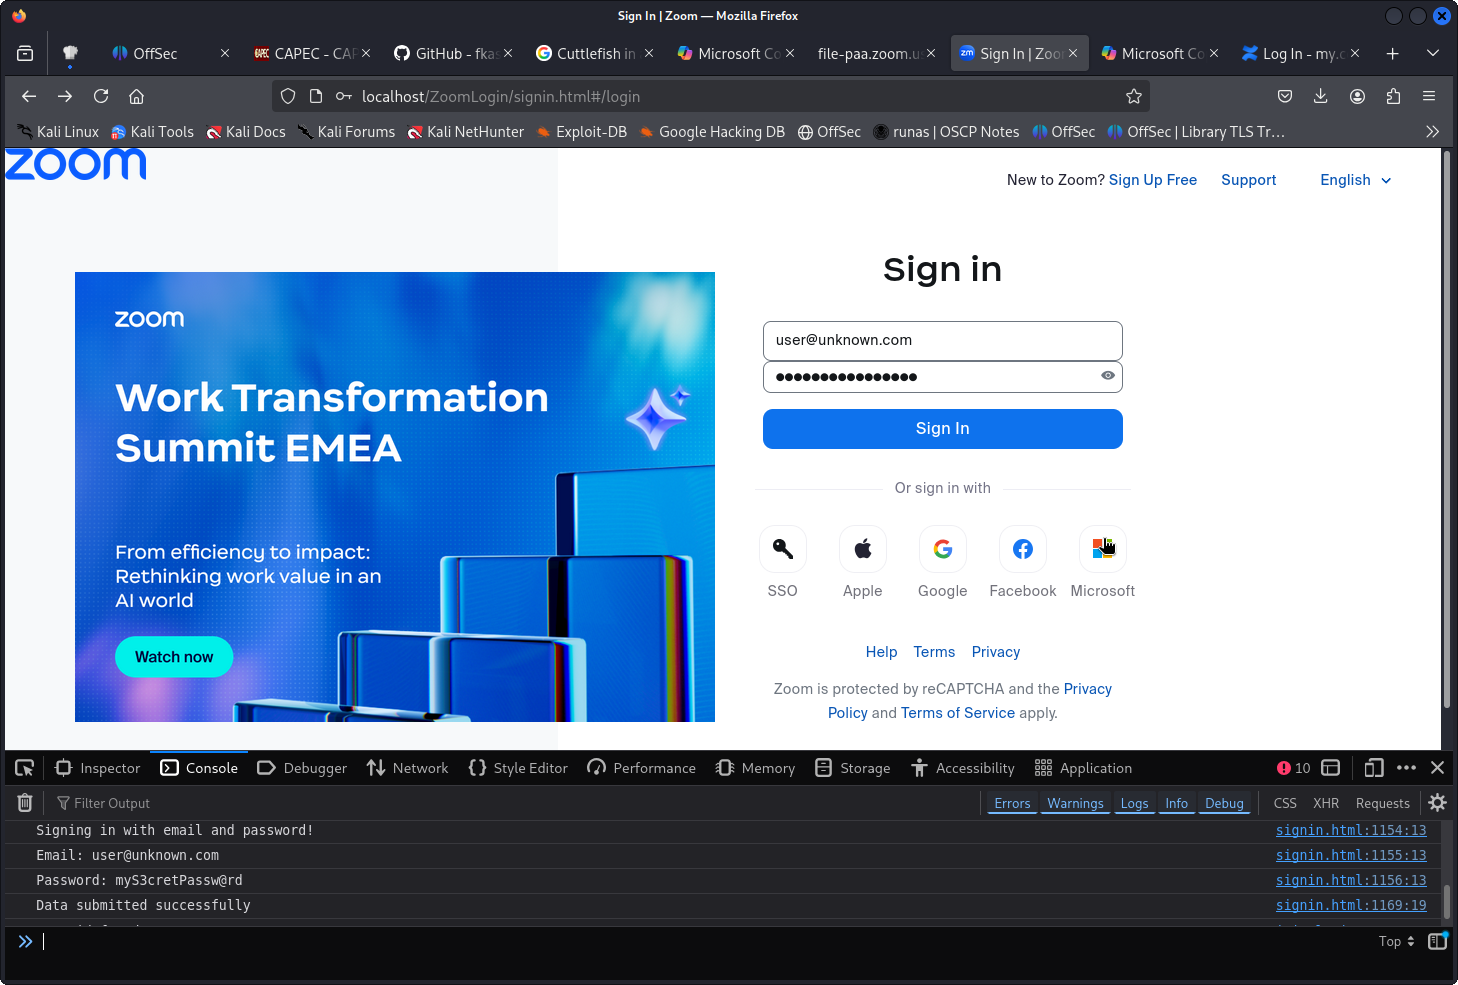 Sign In | Zoom — Mozilla Firefox
OffSec
CAPEC - CAP
GitHub - fkas
Cuttlefish in
Microsoft Co
file-paa.zoom.us
Sign In | Zoo
Microsoft Co
Log In - my.c
localhost/ZoomLogin/signin.html#/login
Kali Linux
Kali Tools
Kali Docs
Kali Forums
Kali NetHunter
Exploit-DB
Google Hacking DB
OffSec
runas | OSCP Notes
OffSec
OffSec | Library TLS Tr…
zoom
New to Zoom? Sign Up Free
Support
English
zoom
Work Transformation
Summit EMEA
From efficiency to impact:
Rethinking work value in an
AI world
Watch now
Sign in
user@unknown.com
Sign In
Or sign in with
SSO
Apple
Google
Facebook
Microsoft
Help
Terms
Privacy
Zoom is protected by reCAPTCHA and the Privacy
Policy and Terms of Service apply.
Inspector
Console
Debugger
Network
Style Editor
Performance
Memory
Storage
Accessibility
Application
10
Filter Output
Errors
Warnings
Logs
Info
Debug
CSS
XHR
Requests
Signing in with email and password!
signin.html:1154:13
Email: user@unknown.com
signin.html:1155:13
Password: myS3cretPassw@rd
signin.html:1156:13
Data submitted successfully
signin.html:1169:19
Top